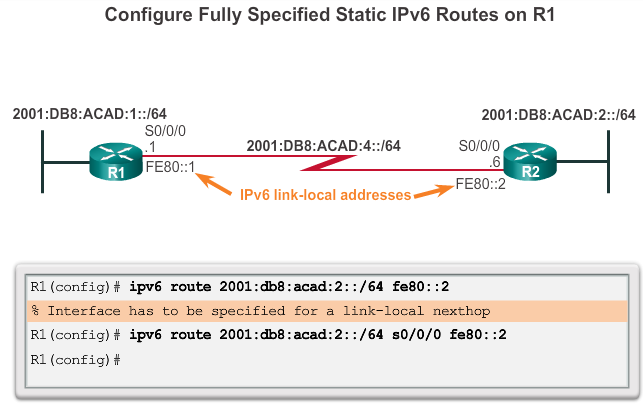 Configure Fully Specified Static IPv6 Routes on R1
2001:DB8:ACAD:1::/64
2001:DB8:ACAD:2::/64
S0/0/0
.1
2001:DB8:ACAD:4::/64
S0/0/0
.6
R1
R2
FE80::1
FE80::2
IPv6 link-local addresses
R1(config)# ipv6 route 2001:db8:acad:2::/64 fe80::2
% Interface has to be specified for a link-local nexthop
R1(config)# ipv6 route 2001:db8:acad:2::/64 s0/0/0 fe80::2
R1(config)#